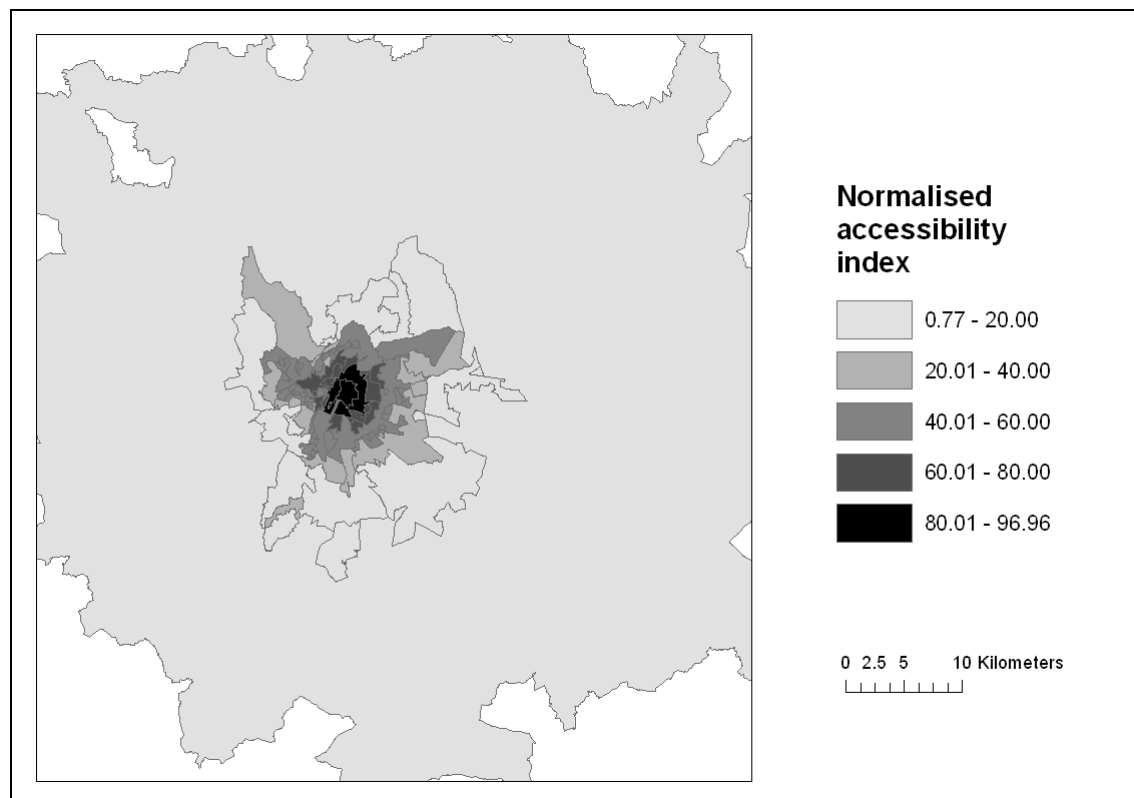 Normalised
accessibility
index
0.77 - 20.00
20.01 - 40.00
40.01 - 60.00
60.01 - 80.00
80.01 - 96.96
0 2.5 5 10 Kilometers